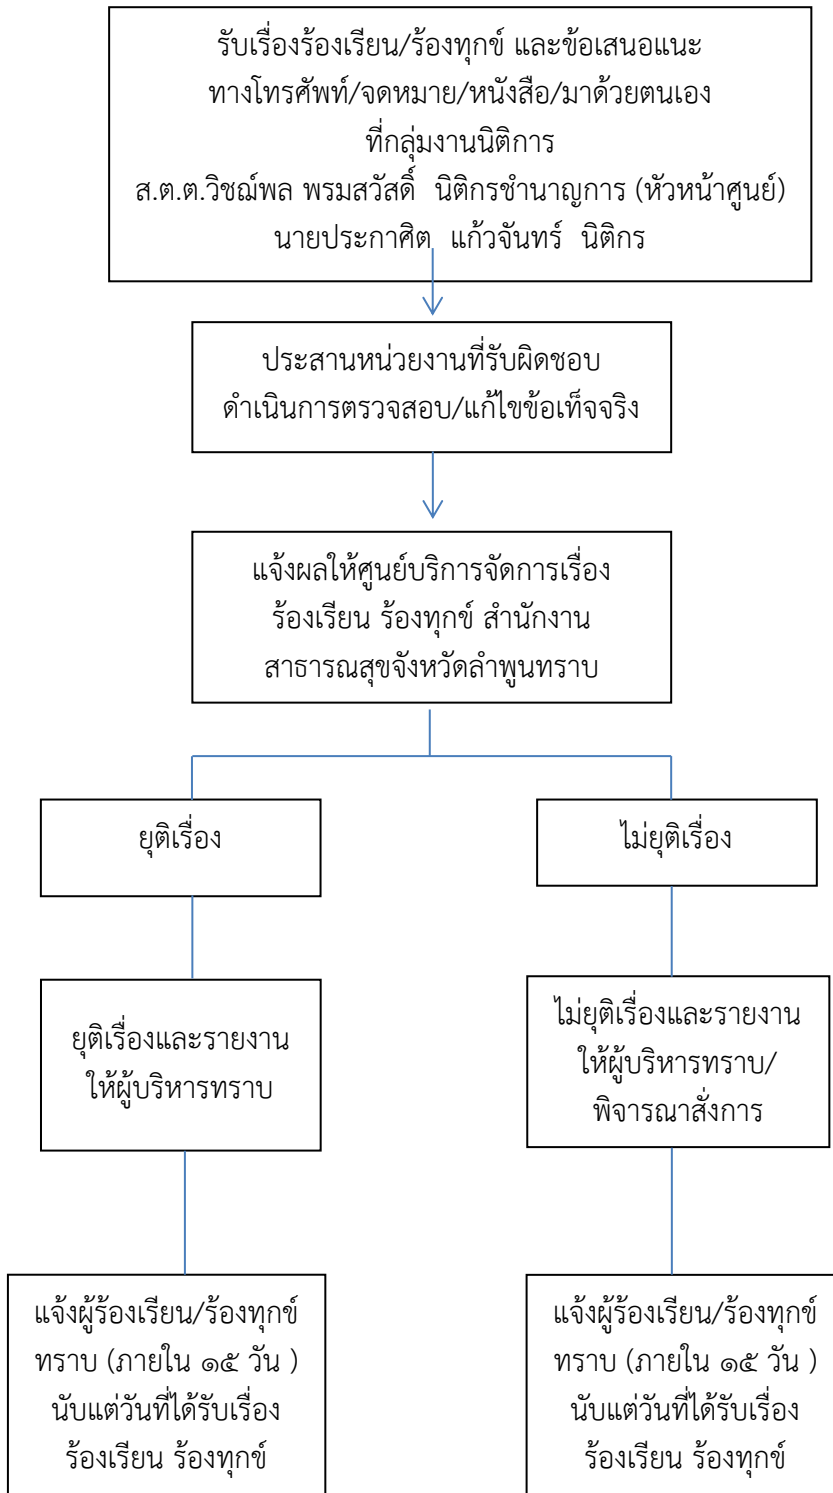 รับเรื่องร้องเรียน/ร้องทุกข์ และข้อเสนอแนะ
ทางโทรศัพท์/จดหมาย/หนังสือ/มาด้วยตนเอง
ที่กลุ่มงานนิติการ
ส.ต.ต.วิชฌ์พล พรมสวัสดิ์ นิติกรชำนาญการ (หัวหน้าศูนย์)
นายประกาศิต แก้วจันทร์ นิติกร
ประสานหน่วยงานที่รับผิดชอบ
ดำเนินการตรวจสอบ/แก้ไขข้อเท็จจริง
แจ้งผลให้ศูนย์บริการจัดการเรื่อง
ร้องเรียน ร้องทุกข์ สำนักงาน
สาธารณสุขจังหวัดลำพูนทราบ
ยุติเรื่อง
ไม่ยุติเรื่อง
ยุติเรื่องและรายงาน
ให้ผู้บริหารทราบ
ไม่ยุติเรื่องและรายงาน
ให้ผู้บริหารทราบ/
พิจารณาสั่งการ
แจ้งผู้ร้องเรียน/ร้องทุกข์
ทราบ (ภายใน ๑๕ วัน )
นับแต่วันที่ได้รับเรื่อง
ร้องเรียน ร้องทุกข์
แจ้งผู้ร้องเรียน/ร้องทุกข์
ทราบ (ภายใน ๑๕ วัน )
นับแต่วันที่ได้รับเรื่อง
ร้องเรียน ร้องทุกข์